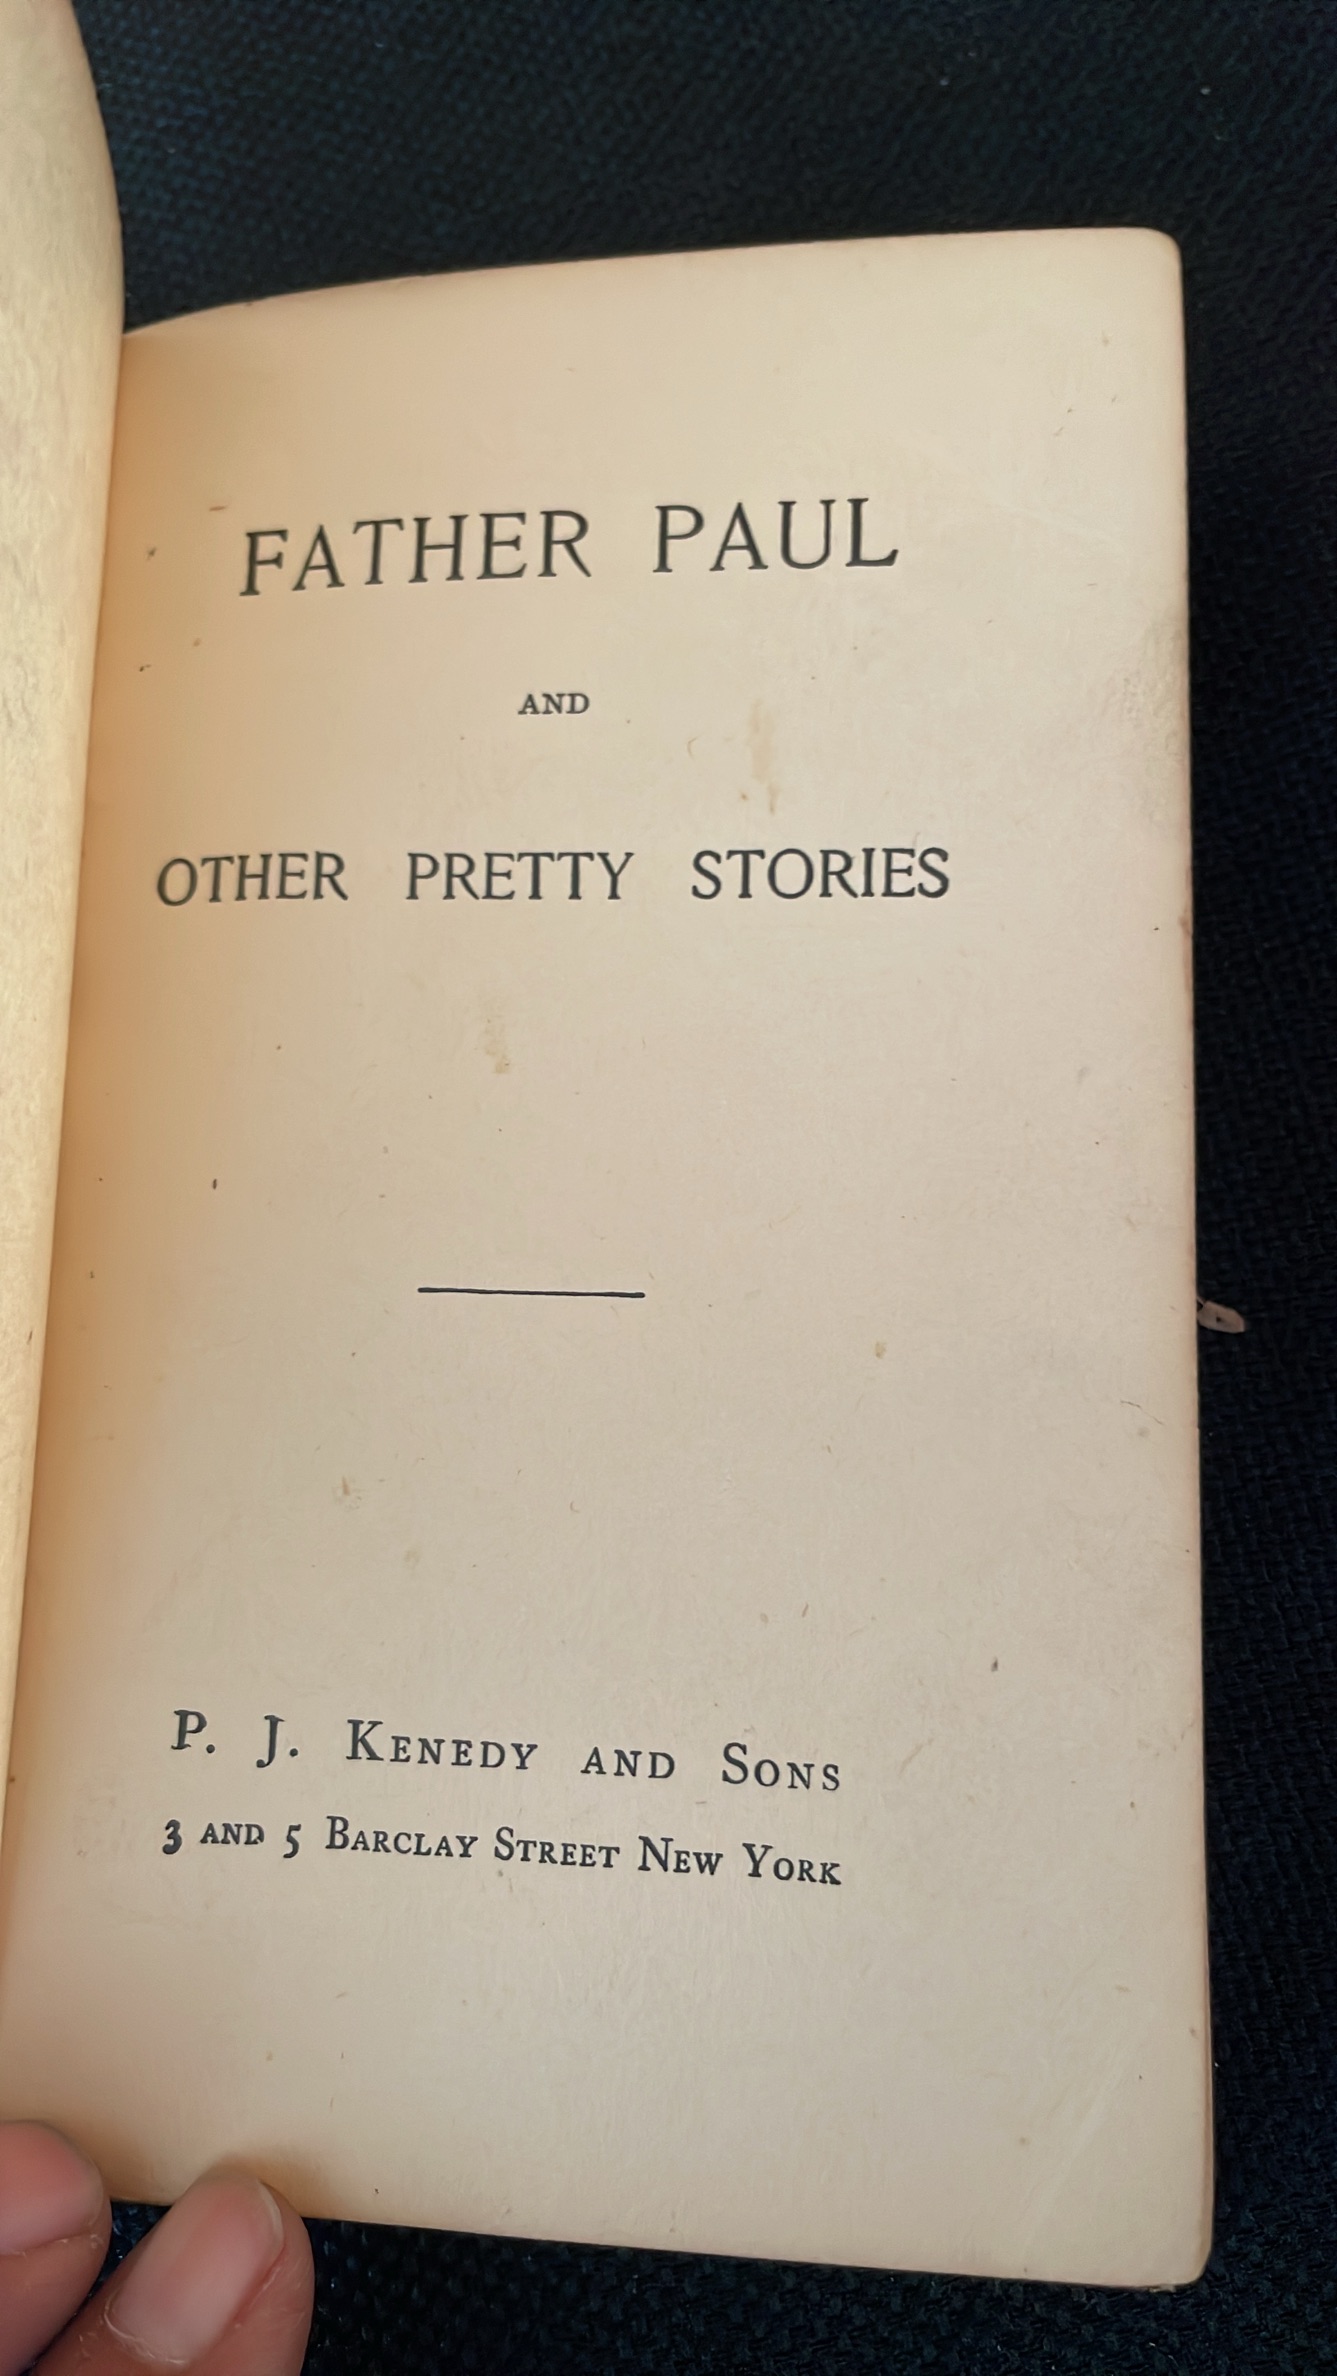 FATHER PAUL
AND
OTHER PRETTY STORIES
P. J. KENEDY AND SONS
3 AND 5 BARCLAY STREET NEW YORK